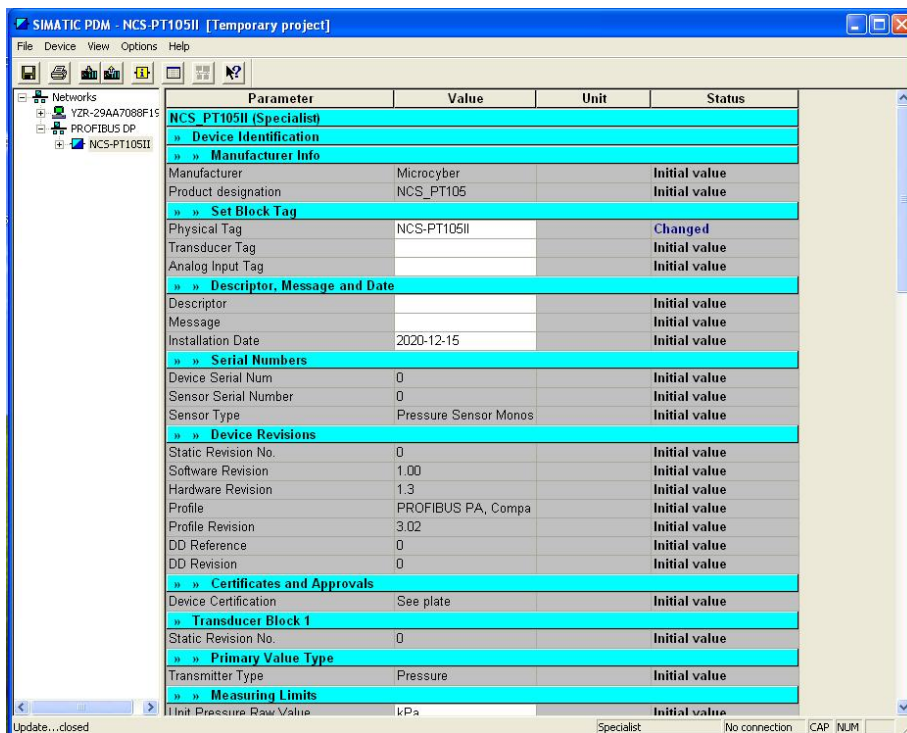 SIMATIC PDM - NCS-PT105II [Temporary project]
File Device View Options Help
Networks
YZR-29AA7088F19
PROFIBUS DP
NCS-PT105II
Parameter Value Unit Status
NCS_PT105II (Specialist)
» Device Identification
» » Manufacturer Info
Manufacturer Microcyber Initial value
Product designation NCS_PT105 Initial value
» » Set Block Tag
Physical Tag NCS-PT105II Changed
Transducer Tag Initial value
Analog Input Tag Initial value
» » Descriptor, Message and Date
Descriptor Initial value
Message Initial value
Installation Date 2020-12-15 Initial value
» » Serial Numbers
Device Serial Num 0 Initial value
Sensor Serial Number 0 Initial value
Sensor Type Pressure Sensor Monos Initial value
» » Device Revisions
Static Revision No. 0 Initial value
Software Revision 1.00 Initial value
Hardware Revision 1.3 Initial value
Profile PROFIBUS PA, Compa Initial value
Profile Revision 3.02 Initial value
DD Reference 0 Initial value
DD Revision 0 Initial value
» » Certificates and Approvals
Device Certification See plate Initial value
» Transducer Block 1
Static Revision No. 0 Initial value
» » Primary Value Type
Transmitter Type Pressure Initial value
» » Measuring Limits
Unit Pressure Raw Value kPa Initial value
Update...closed Specialist No connection CAP NUM